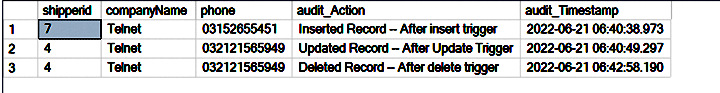 shipperid companyName phone audit_Action audit_Timestamp
1 7 Telnet 03152655451 Inserted Record -- After insert trigger 2022-06-21 06:40:38.973
2 4 Telnet 032121565949 Updated Record -- After Update Trigger 2022-06-21 06:40:49.297
3 4 Telnet 032121565949 Deleted Record -- After delete trigger 2022-06-21 06:42:58.190